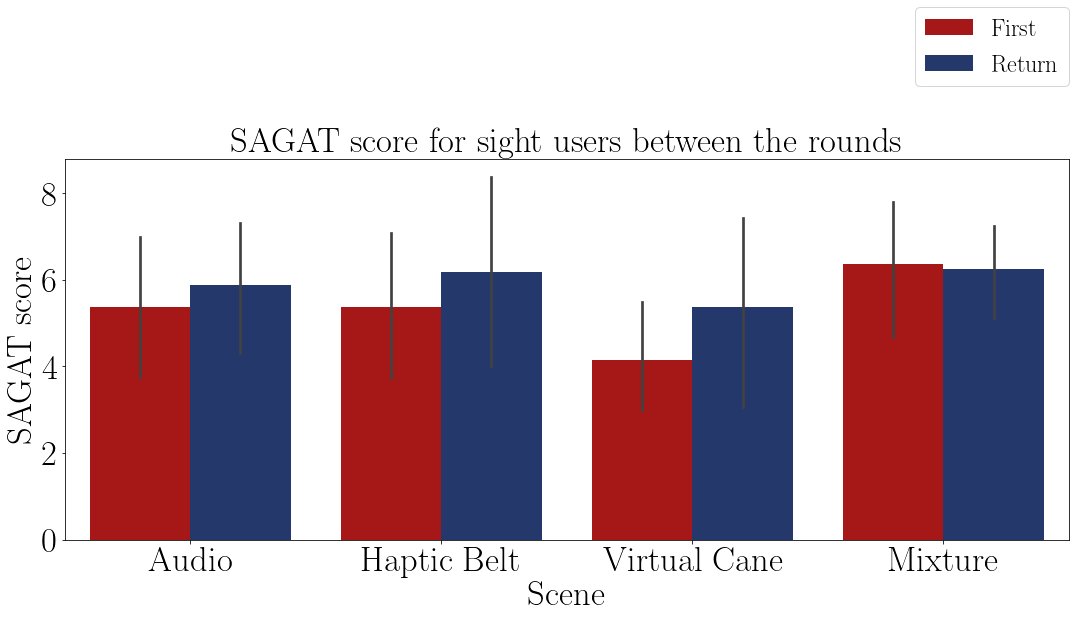 First
Return
SAGAT score for sight users between the rounds
SAGAT score
8
6
4
2
0
Audio
Haptic Belt
Virtual Cane
Mixture
Scene